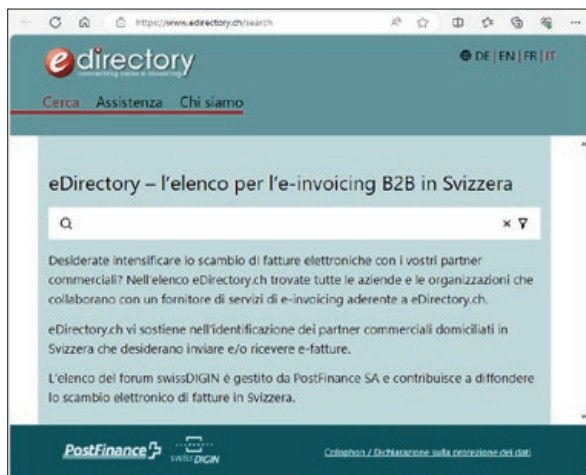 https://www.edirectory.ch/search
edirectory
connecting swiss e-invoicing
DE | EN | FR | IT
Cerca Assistenza Chi siamo
eDirectory – l'elenco per l'e-invoicing B2B in Svizzera
Desiderate intensificare lo scambio di fatture elettroniche con i vostri partner
commerciali? Nell'elenco eDirectory.ch trovate tutte le aziende e le organizzazioni che
collaborano con un fornitore di servizi di e-invoicing aderente a eDirectory.ch.
eDirectory.ch vi sostiene nell'identificazione dei partner commerciali domiciliati in
Svizzera che desiderano inviare e/o ricevere e-fatture.
L'elenco del forum swissDIGIN è gestito da PostFinance SA e contribuisce a diffondere
lo scambio elettronico di fatture in Svizzera.
PostFinance swissDIGIN Colophon / Dichiarazione sulla protezione dei dati